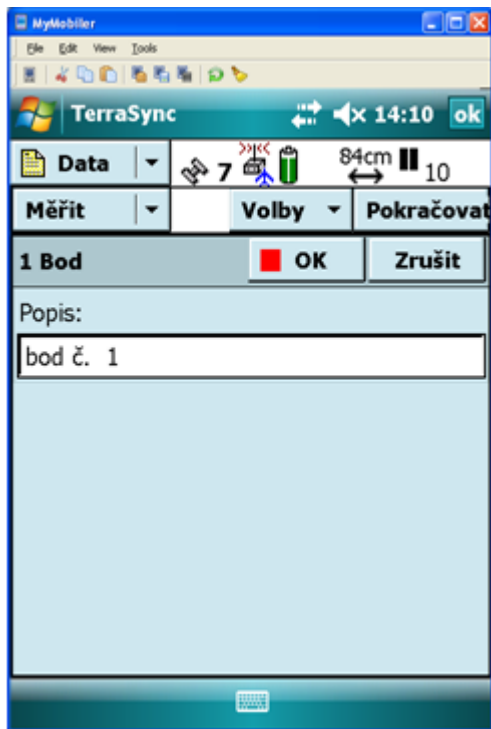 MyMobiler
File Edit View Tools
TerraSync 14:10 ok
Data 7 84cm 10
Měřit Volby Pokračovat
1 Bod OK Zrušit
Popis:
bod č. 1